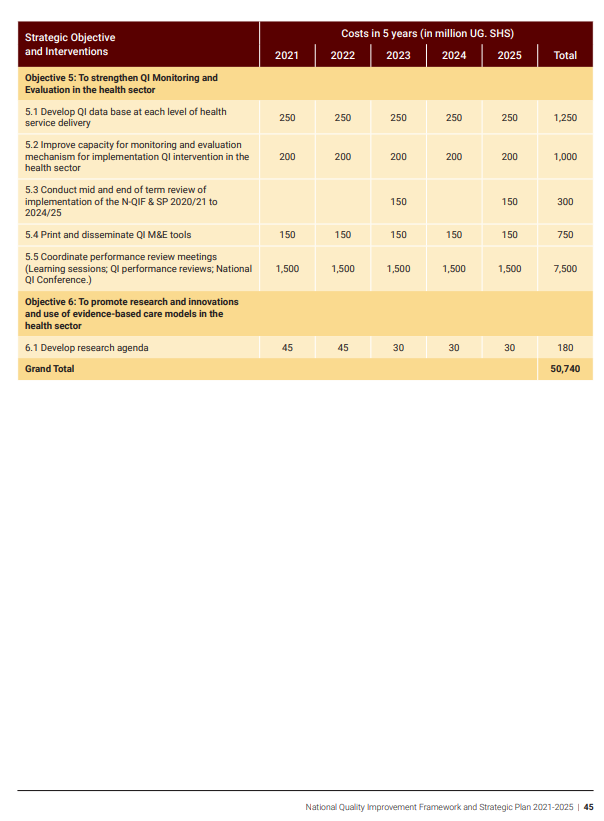 Strategic Objective
and Interventions
Costs in 5 years (in million UG. SHS)
2021 2022 2023 2024 2025 Total
Objective 5: To strengthen QI Monitoring and
Evaluation in the health sector
5.1 Develop QI data base at each level of health
service delivery
250 250 250 250 250 1,250
5.2 Improve capacity for monitoring and evaluation
mechanism for implementation QI intervention in the
health sector
200 200 200 200 200 1,000
5.3 Conduct mid and end of term review of
implementation of the N-QIF & SP 2020/21 to
2024/25
150 150 300
5.4 Print and disseminate QI M&E tools 150 150 150 150 150 750
5.5 Coordinate performance review meetings
(Learning sessions; QI performance reviews; National
QI Conference.)
1,500 1,500 1,500 1,500 1,500 7,500
Objective 6: To promote research and innovations
and use of evidence-based care models in the
health sector
6.1 Develop research agenda 45 45 30 30 30 180
Grand Total 50,740
National Quality Improvement Framework and Strategic Plan 2021-2025 | 45